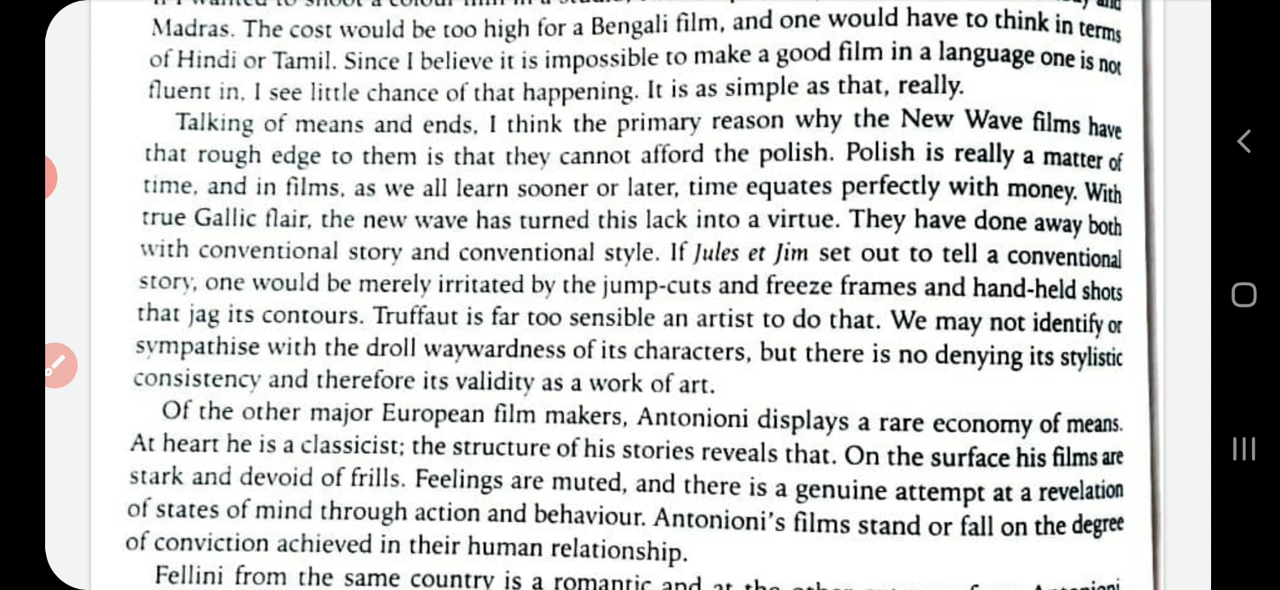 Madras. The cost would be too high for a Bengali film, and one would have to think in terms
of Hindi or Tamil. Since I believe it is impossible to make a good film in a language one is not
fluent in, I see little chance of that happening. It is as simple as that, really.
Talking of means and ends, I think the primary reason why the New Wave films have
that rough edge to them is that they cannot afford the polish. Polish is really a matter of
time, and in films, as we all learn sooner or later, time equates perfectly with money. With
true Gallic flair, the new wave has turned this lack into a virtue. They have done away both
with conventional story and conventional style. If Jules et Jim set out to tell a conventional
story, one would be merely irritated by the jump-cuts and freeze frames and hand-held shots
that jag its contours. Truffaut is far too sensible an artist to do that. We may not identify or
sympathise with the droll waywardness of its characters, but there is no denying its stylistic
consistency and therefore its validity as a work of art.
Of the other major European film makers, Antonioni displays a rare economy of means.
At heart he is a classicist; the structure of his stories reveals that. On the surface his films are
stark and devoid of frills. Feelings are muted, and there is a genuine attempt at a revelation
of states of mind through action and behaviour. Antonioni's films stand or fall on the degree
of conviction achieved in their human relationship.
Fellini from the same country is a romantic and at the